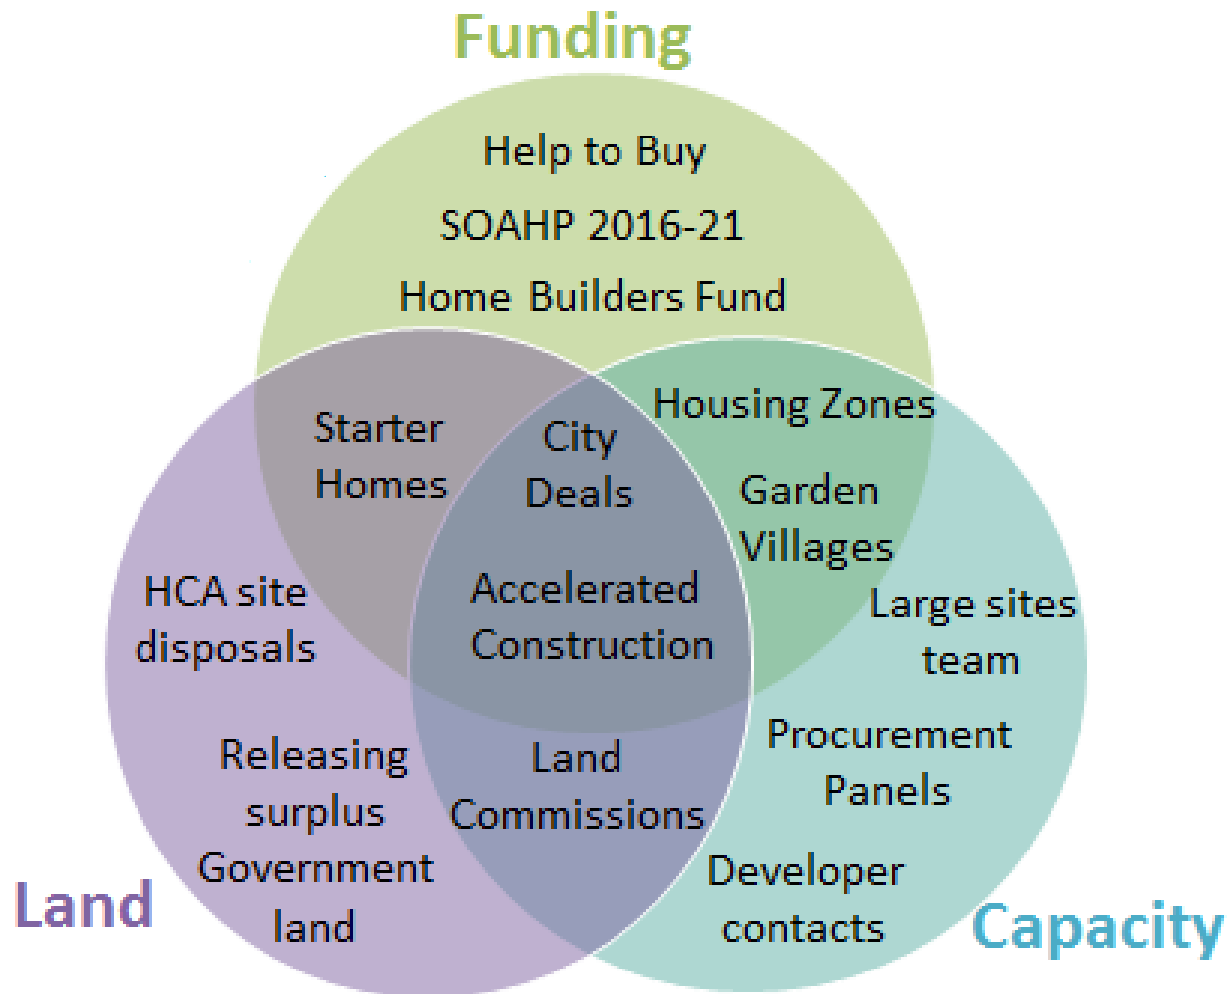 Funding
Help to Buy
SOAHP 2016-21
Home Builders Fund
Starter
Homes
City
Deals
Housing Zones
Garden
Villages
Accelerated
Construction
HCA site
disposals
Large sites
team
Releasing
surplus
Government
land
Land
Commissions
Procurement
Panels
Developer
contacts
Land
Capacity